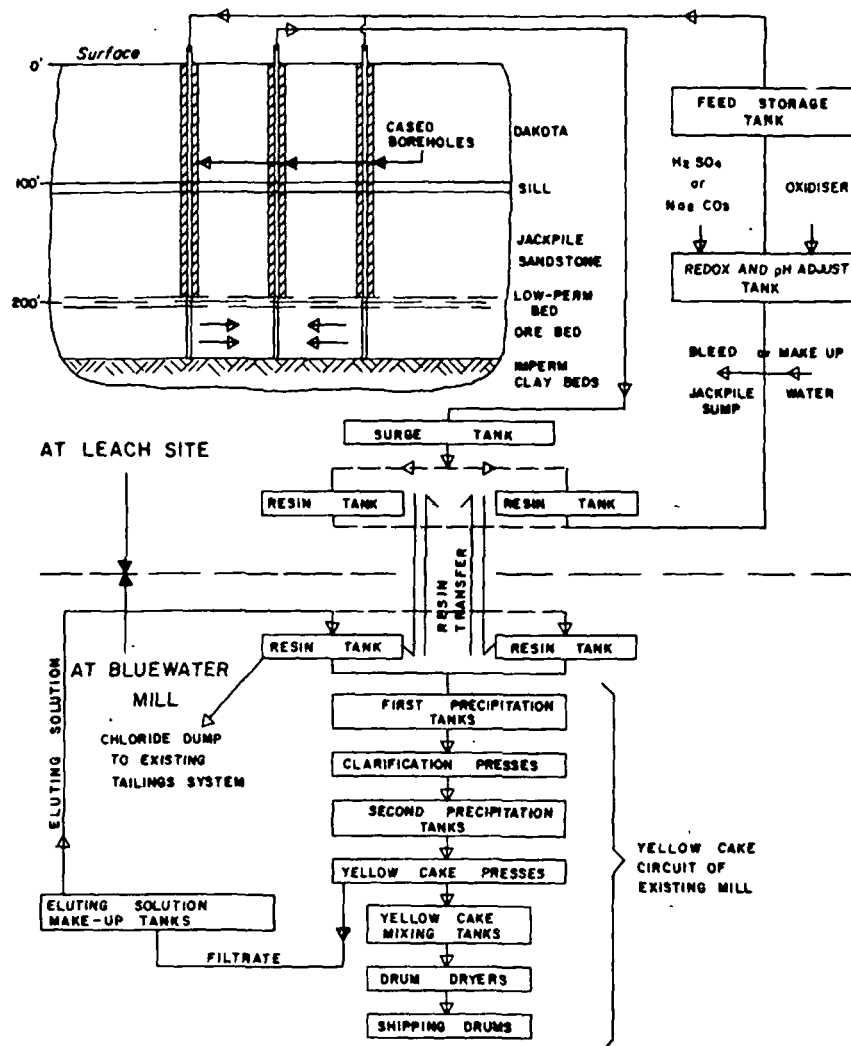 Surface
0'
100'
200'
CASED
BOREHOLES
DAKOTA
SILL
JACKPILE
SANDSTONE
LOW-PERM
BED
ORE BED
IMPERM
CLAY BEDS
FEED STORAGE
TANK
H2 SO4
or
Na2 CO3
OXIDISER
REDOX AND pH ADJUST
TANK
BLEED or MAKE UP
JACKPILE WATER
SUMP
SURGE TANK
AT LEACH SITE
RESIN TANK
RESIN TANK
RESIN
TRANSFER
RESIN TANK
RESIN TANK
AT BLUEWATER
MILL
ELUTING SOLUTION
CHLORIDE DUMP
TO EXISTING
TAILINGS SYSTEM
FIRST PRECIPITATION
TANKS
CLARIFICATION PRESSES
SECOND PRECIPITATION
TANKS
YELLOW CAKE PRESSES
YELLOW CAKE
CIRCUIT OF
EXISTING MILL
ELUTING SOLUTION
MAKE-UP TANKS
FILTRATE
YELLOW CAKE
MIXING TANKS
DRUM DRYERS
SHIPPING DRUMS